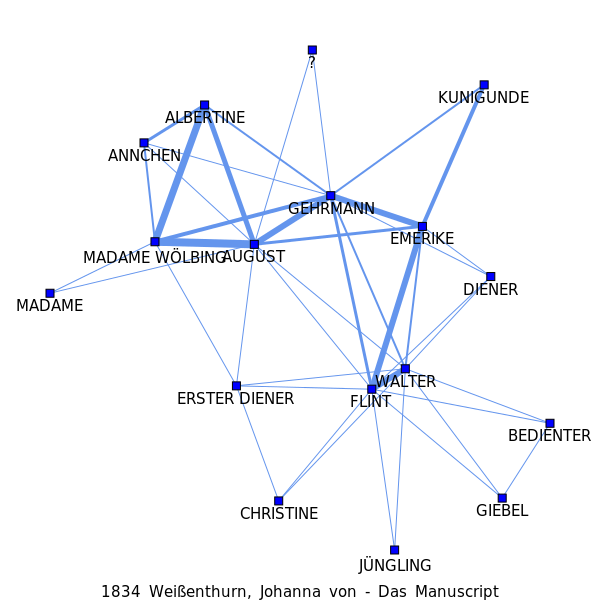 ?
KUNIGUNDE
ALBERTINE
ANNCHEN
GEHRMANN
EMERIKE
MADAME WÖLBING
AUGUST
DIENER
MADAME
WALTER
FLINT
ERSTER DIENER
BEDIENTER
GIEBEL
CHRISTINE
JÜNGLING
1834 Weißenthurn, Johanna von - Das Manuscript